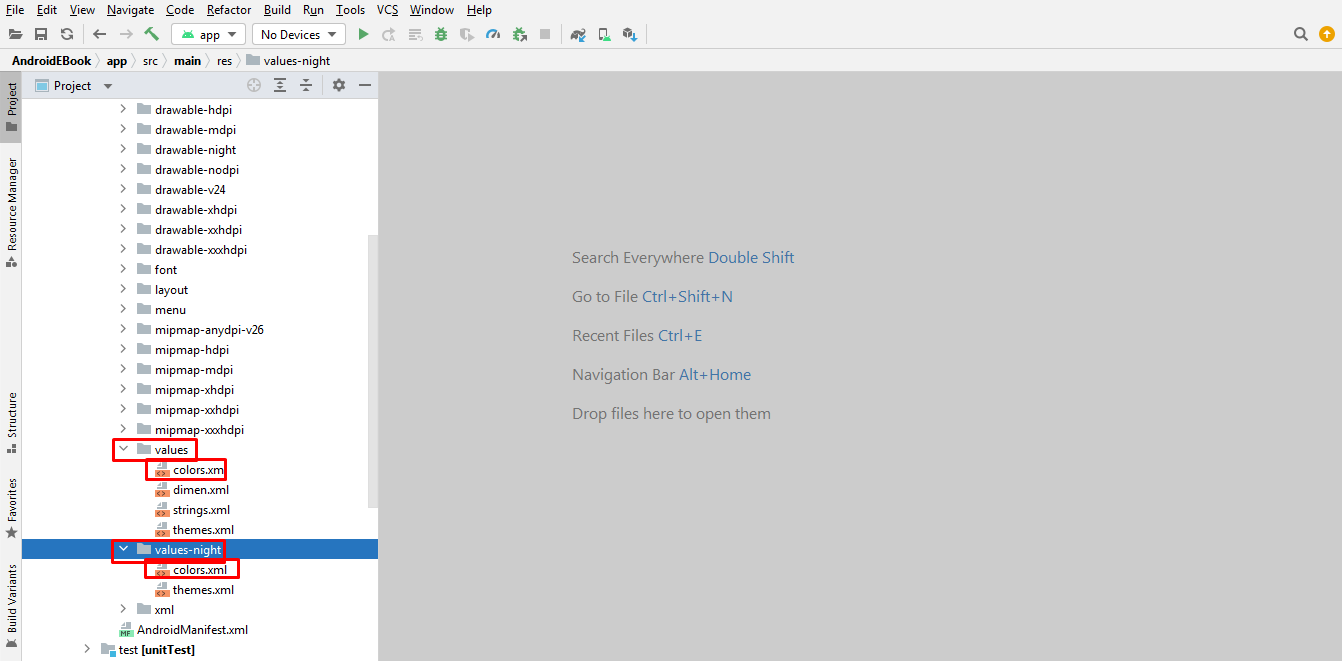 File Edit View Navigate Code Refactor Build Run Tools VCS Window Help
app No Devices
AndroidEBook app src main res values-night
Project
Project
Resource Manager
Structure
Favorites
Build Variants
drawable-hdpi
drawable-mdpi
drawable-night
drawable-nodpi
drawable-v24
drawable-xhdpi
drawable-xxhdpi
drawable-xxxhdpi
font
layout
menu
mipmap-anydpi-v26
mipmap-hdpi
mipmap-mdpi
mipmap-xhdpi
mipmap-xxhdpi
mipmap-xxxhdpi
values
colors.xm
dimen.xml
strings.xml
themes.xml
values-night
colors.xml
themes.xml
xml
MF AndroidManifest.xml
test [unitTest]
Search Everywhere Double Shift
Go to File Ctrl+Shift+N
Recent Files Ctrl+E
Navigation Bar Alt+Home
Drop files here to open them